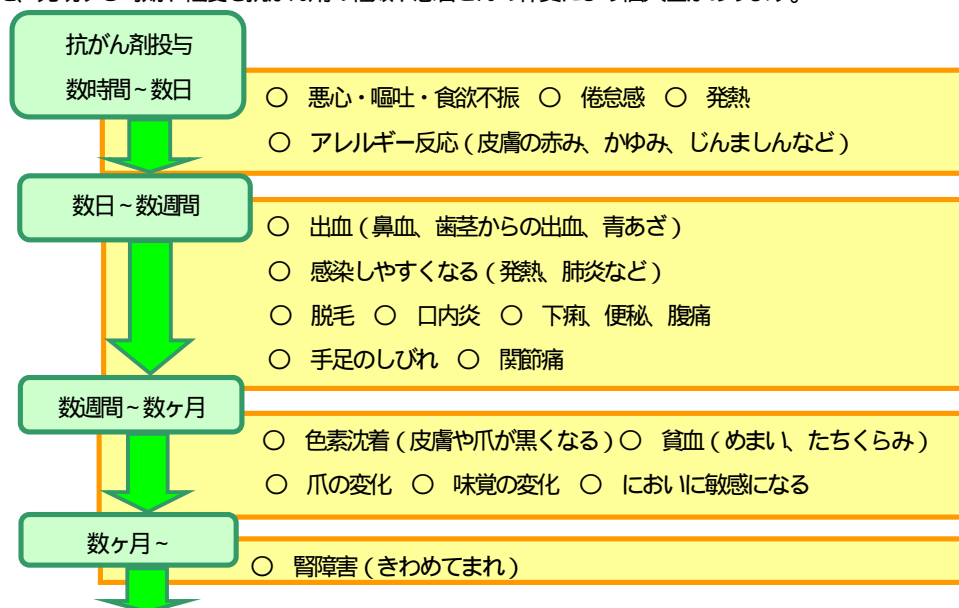 抗がん剤投与
数時間～数日
○ 悪心・嘔吐・食欲不振 ○ 倦怠感 ○ 発熱
○ アレルギー反応（皮膚の赤み、かゆみ、じんましんなど）
数日～数週間
○ 出血（鼻血、歯茎からの出血、青あざ）
○ 感染しやすくなる（発熱、肺炎など）
○ 脱毛 ○ 口内炎 ○ 下痢、便秘、腹痛
○ 手足のしびれ ○ 関節痛
数週間～数ヶ月
○ 色素沈着（皮膚や爪が黒くなる）○ 貧血（めまい、たちくらみ）
○ 爪の変化 ○ 味覚の変化 ○ においに敏感になる
数ヶ月～
○ 腎障害（きわめてまれ）